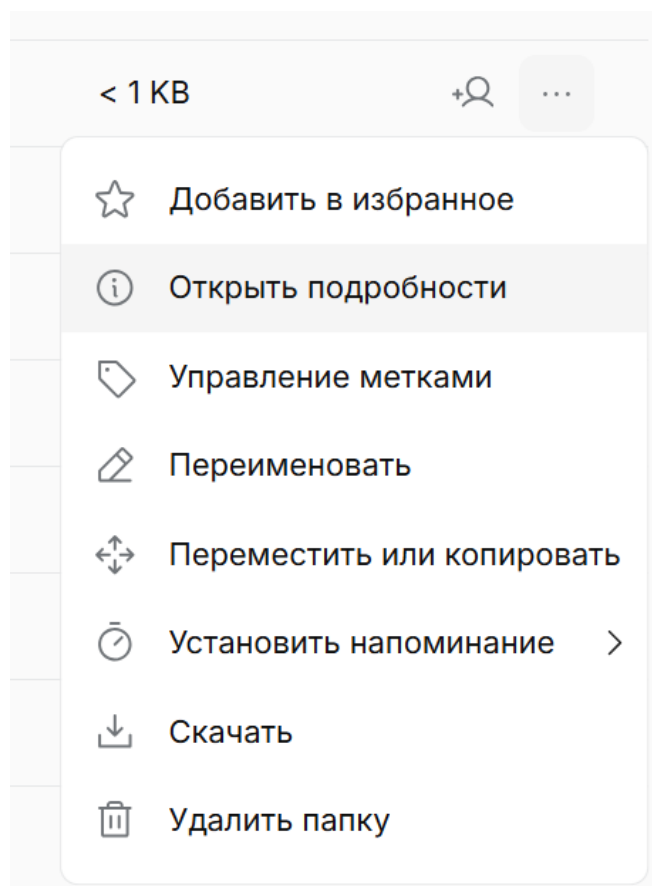 < 1 KB
Добавить в избранное
Открыть подробности
Управление метками
Переименовать
Переместить или копировать
Установить напоминание
Скачать
Удалить папку